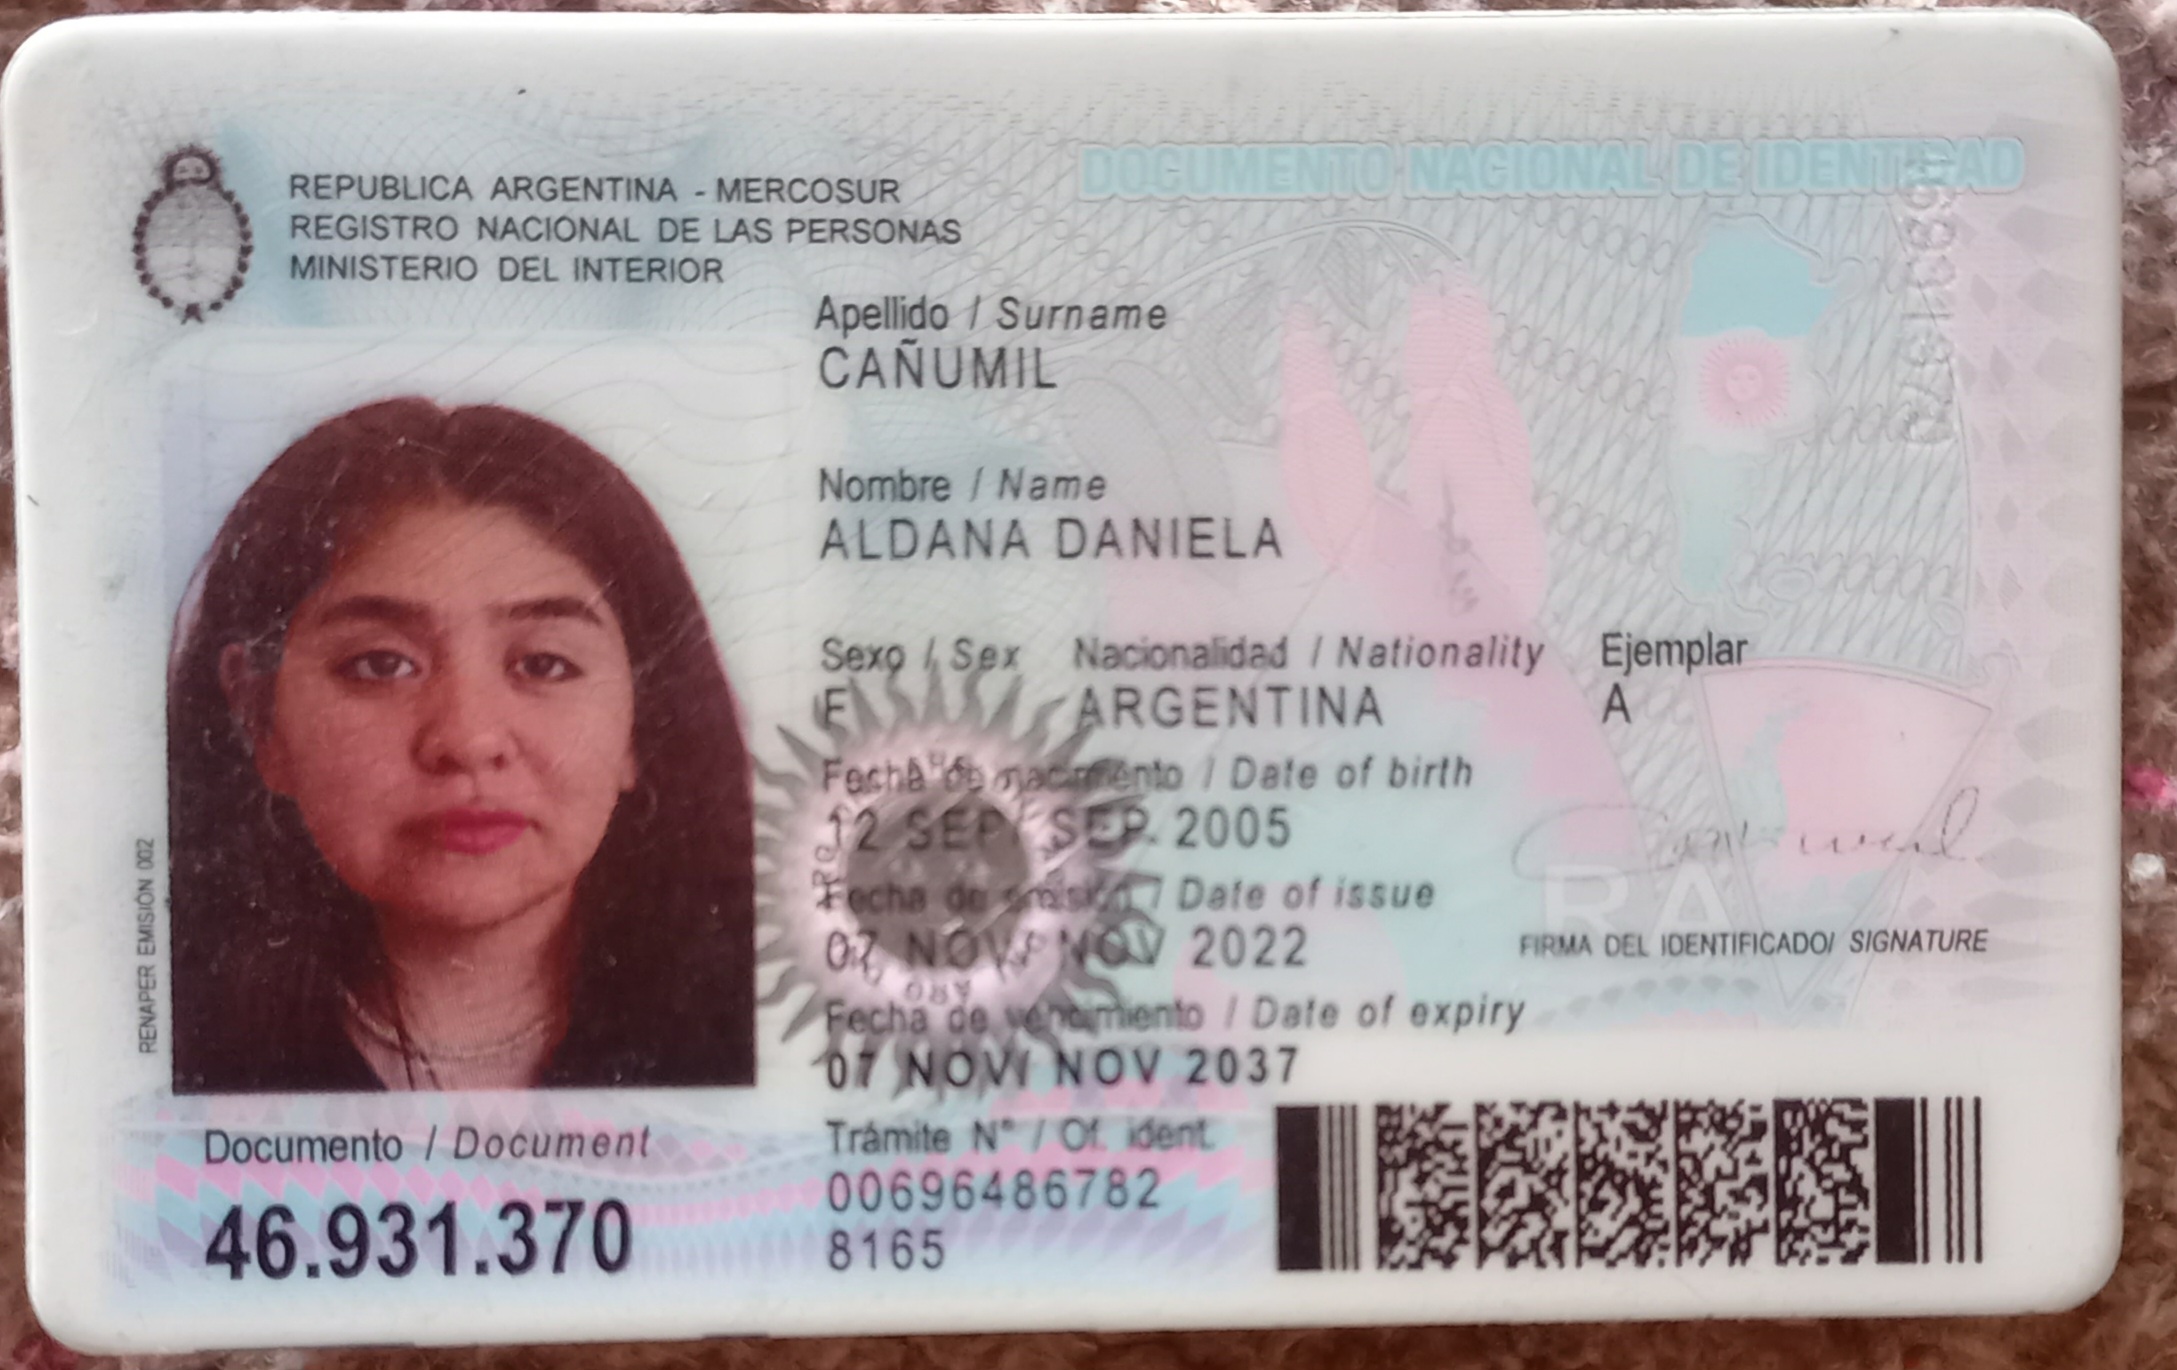 REPUBLICA ARGENTINA - MERCOSUR
REGISTRO NACIONAL DE LAS PERSONAS
MINISTERIO DEL INTERIOR
DOCUMENTO NACIONAL DE IDENTIDAD
Apellido / Surname
CAÑUMIL
Nombre / Name
ALDANA DANIELA
Sexo / Sex Nacionalidad / Nationality Ejemplar
F ARGENTINA A
Fecha de nacimiento / Date of birth
12 SEP/ SEP 2005
Fecha de emisión / Date of issue
07 NOV/ NOV 2022
FIRMA DEL IDENTIFICADO/ SIGNATURE
RA
Fecha de vencimiento / Date of expiry
07 NOV/ NOV 2037
RENAPER EMISIÓN 002
Documento / Document
46.931.370
Trámite N° / Of. ident.
00696486782
8165